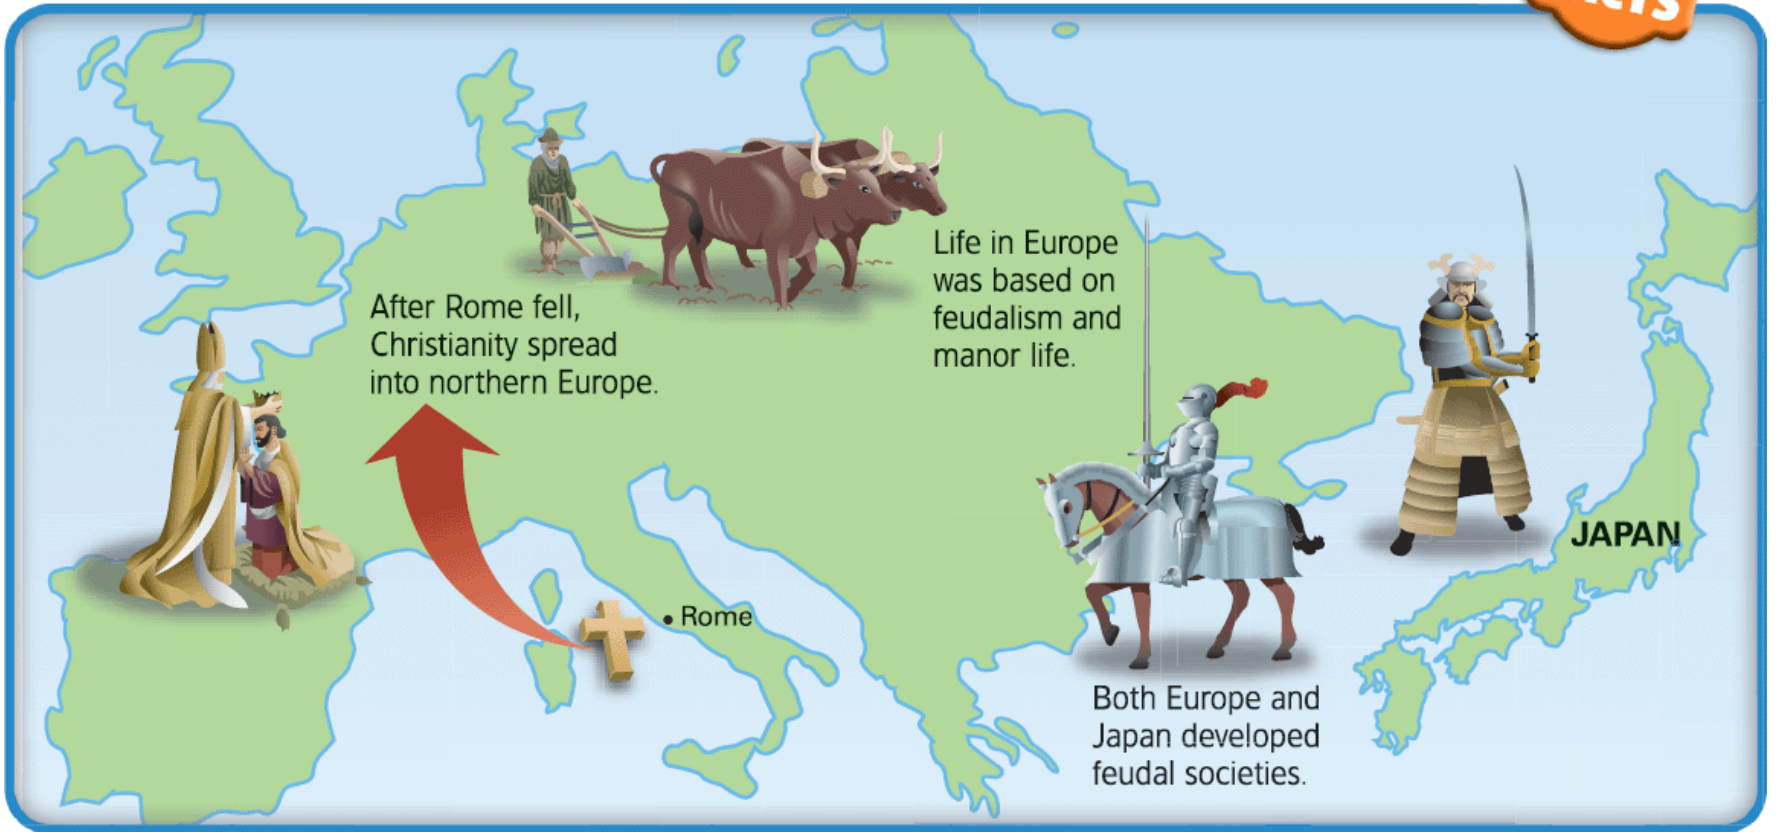 After Rome fell,
Christianity spread
into northern Europe.
Life in Europe
was based on
feudalism and
manor life.
Rome
JAPAN
Both Europe and
Japan developed
feudal societies.